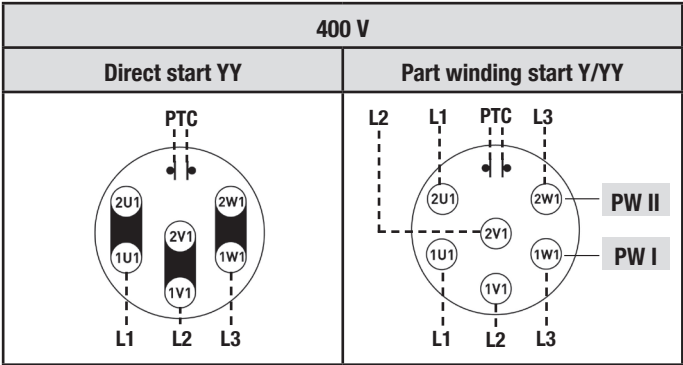 400 V
Direct start YY
Part winding start Y/YY
PTC
2U1
2W1
2V1
1U1
1W1
1V1
L1 L2 L3
L2 L1 PTC L3
2U1
2W1
PW II
2V1
1U1
1W1
PW I
1V1
L1 L2 L3